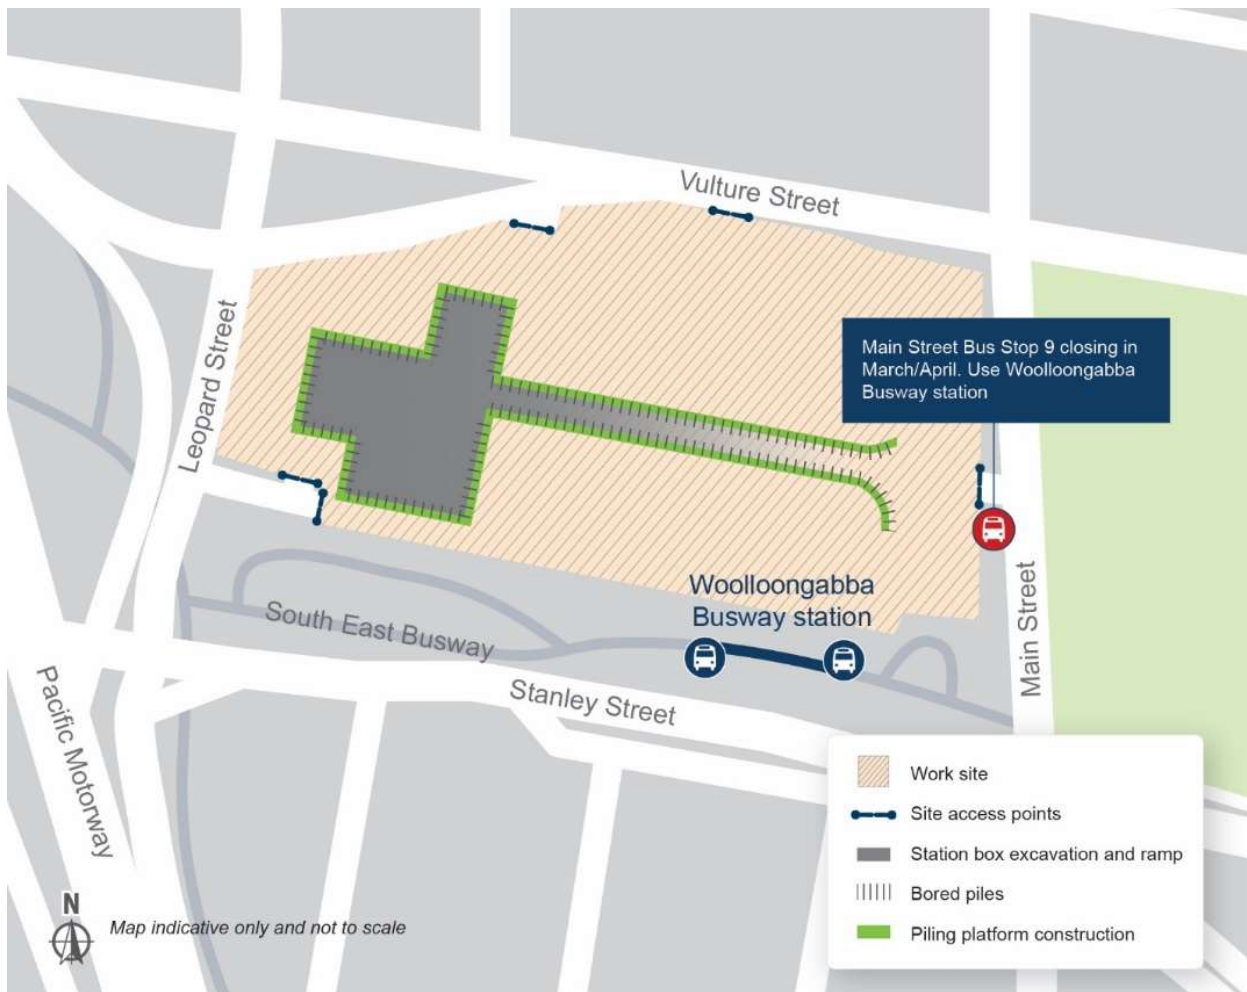 Vulture Street
Leopard Street
Main Street Bus Stop 9 closing in
March/April. Use Woolloongabba
Busway station
Woolloongabba
Busway station
South East Busway
Main Street
Stanley Street
Pacific Motorway
Work site
Site access points
Station box excavation and ramp
Bored piles
Piling platform construction
N
Map indicative only and not to scale